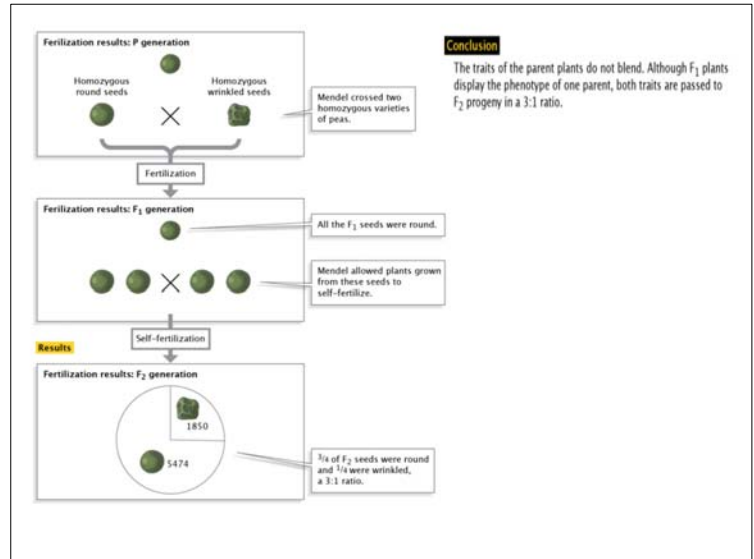 Ferilization results: P generation
Homozygous
round seeds
Homozygous
wrinkled seeds
Mendel crossed two
homozygous varieties
of peas.
Fertilization
Ferilization results: F1 generation
All the F1 seeds were round.
Mendel allowed plants grown
from these seeds to
self-fertilize.
Self-fertilization
Results
Fertilization results: F2 generation
1850
5474
3/4 of F2 seeds were round
and 1/4 were wrinkled,
a 3:1 ratio.
Conclusion
The traits of the parent plants do not blend. Although F1 plants
display the phenotype of one parent, both traits are passed to
F2 progeny in a 3:1 ratio.